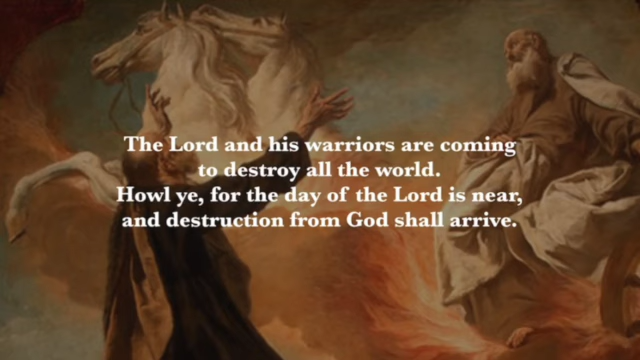 The Lord and his warriors are coming
to destroy all the world.
Howl ye, for the day of the Lord is near,
and destruction from God shall arrive.